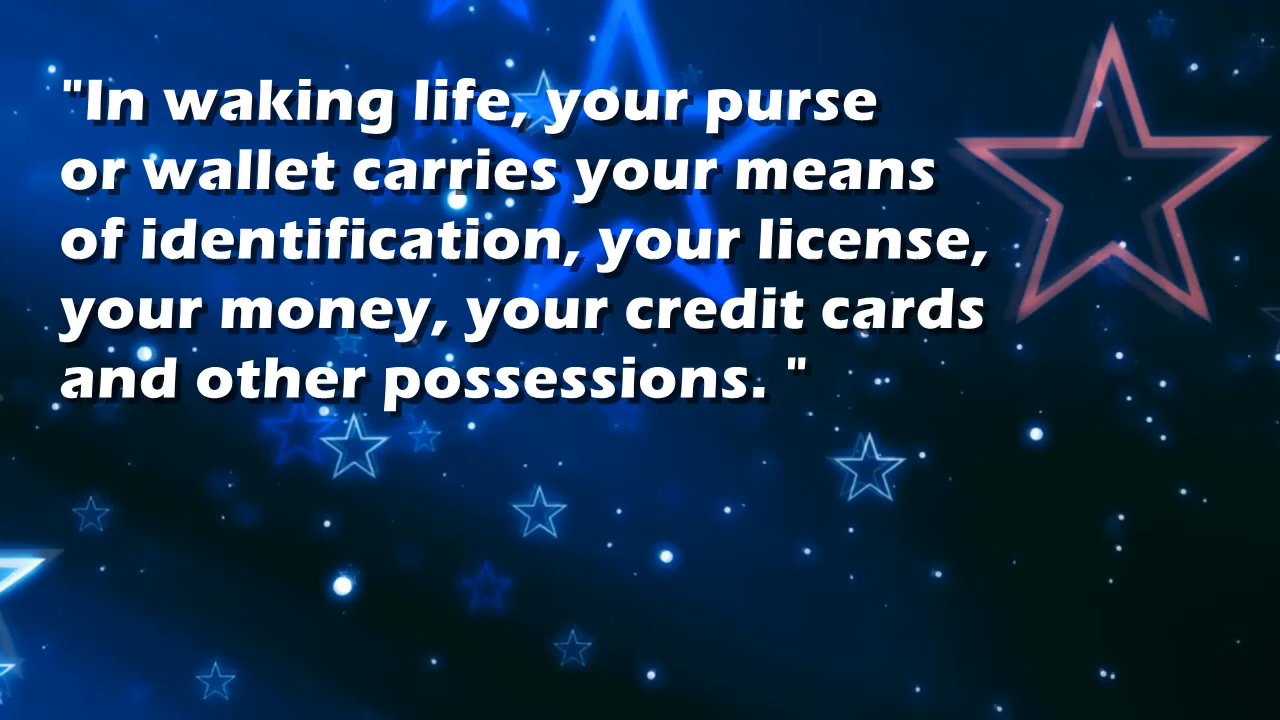 "In waking life, your purse
or wallet carries your means
of identification, your license,
your money, your credit cards
and other possessions. "